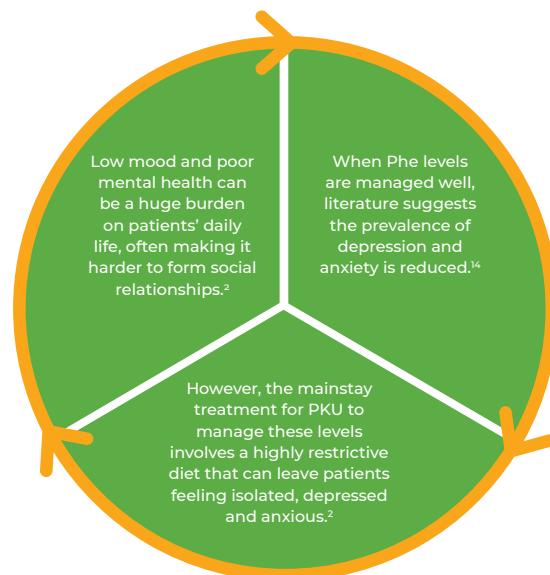 Low mood and poor
mental health can
be a huge burden
on patients’ daily
life, often making it
harder to form social
relationships.²
When Phe levels
are managed well,
literature suggests
the prevalence of
depression and
anxiety is reduced.¹⁴
However, the mainstay
treatment for PKU to
manage these levels
involves a highly restrictive
diet that can leave patients
feeling isolated, depressed
and anxious.²